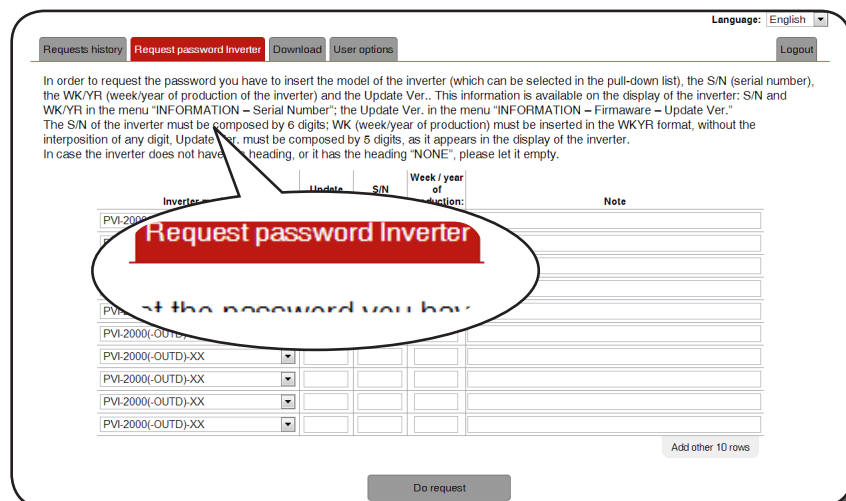 Language: English
Requests history Request password Inverter Download User options Logout
In order to request the password you have to insert the model of the inverter (which can be selected in the pull-down list), the S/N (serial number),
the WK/YR (week/year of production of the inverter) and the Update Ver.. This information is available on the display of the inverter: S/N and
WK/YR in the menu “INFORMATION – Serial Number”; the Update Ver. in the menu “INFORMATION – Firmaware – Update Ver.”
The S/N of the inverter must be composed by 6 digits; WK (week/year of production) must be inserted in the WKYR format, without the
interposition of any digit, Update Ver. must be composed by 5 digits, as it appears in the display of the inverter.
In case the inverter does not have heading, or it has the heading “NONE”, please let it empty.
Inverter Update S/N Week / year of Note
Request password Inverter
the password you
PVI-2000(-OUTD)-XX
PVI-2000(-OUTD)-XX
PVI-2000(-OUTD)-XX
PVI-2000(-OUTD)-XX
PVI-2000(-OUTD)-XX
Add other 10 rows
Do request